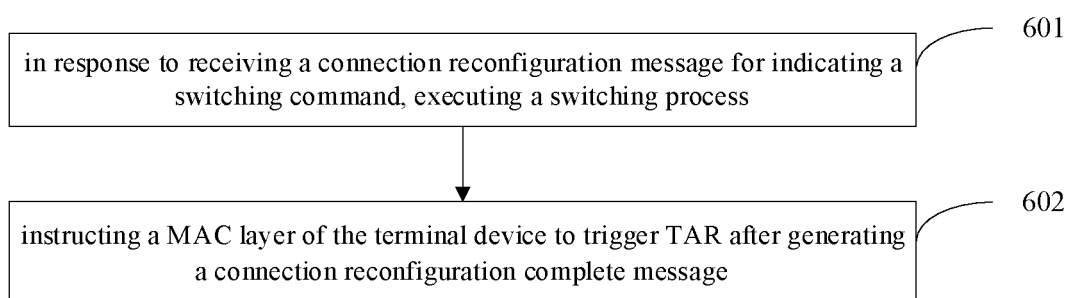 601
in response to receiving a connection reconfiguration message for indicating a
switching command, executing a switching process
602
instructing a MAC layer of the terminal device to trigger TAR after generating
a connection reconfiguration complete message